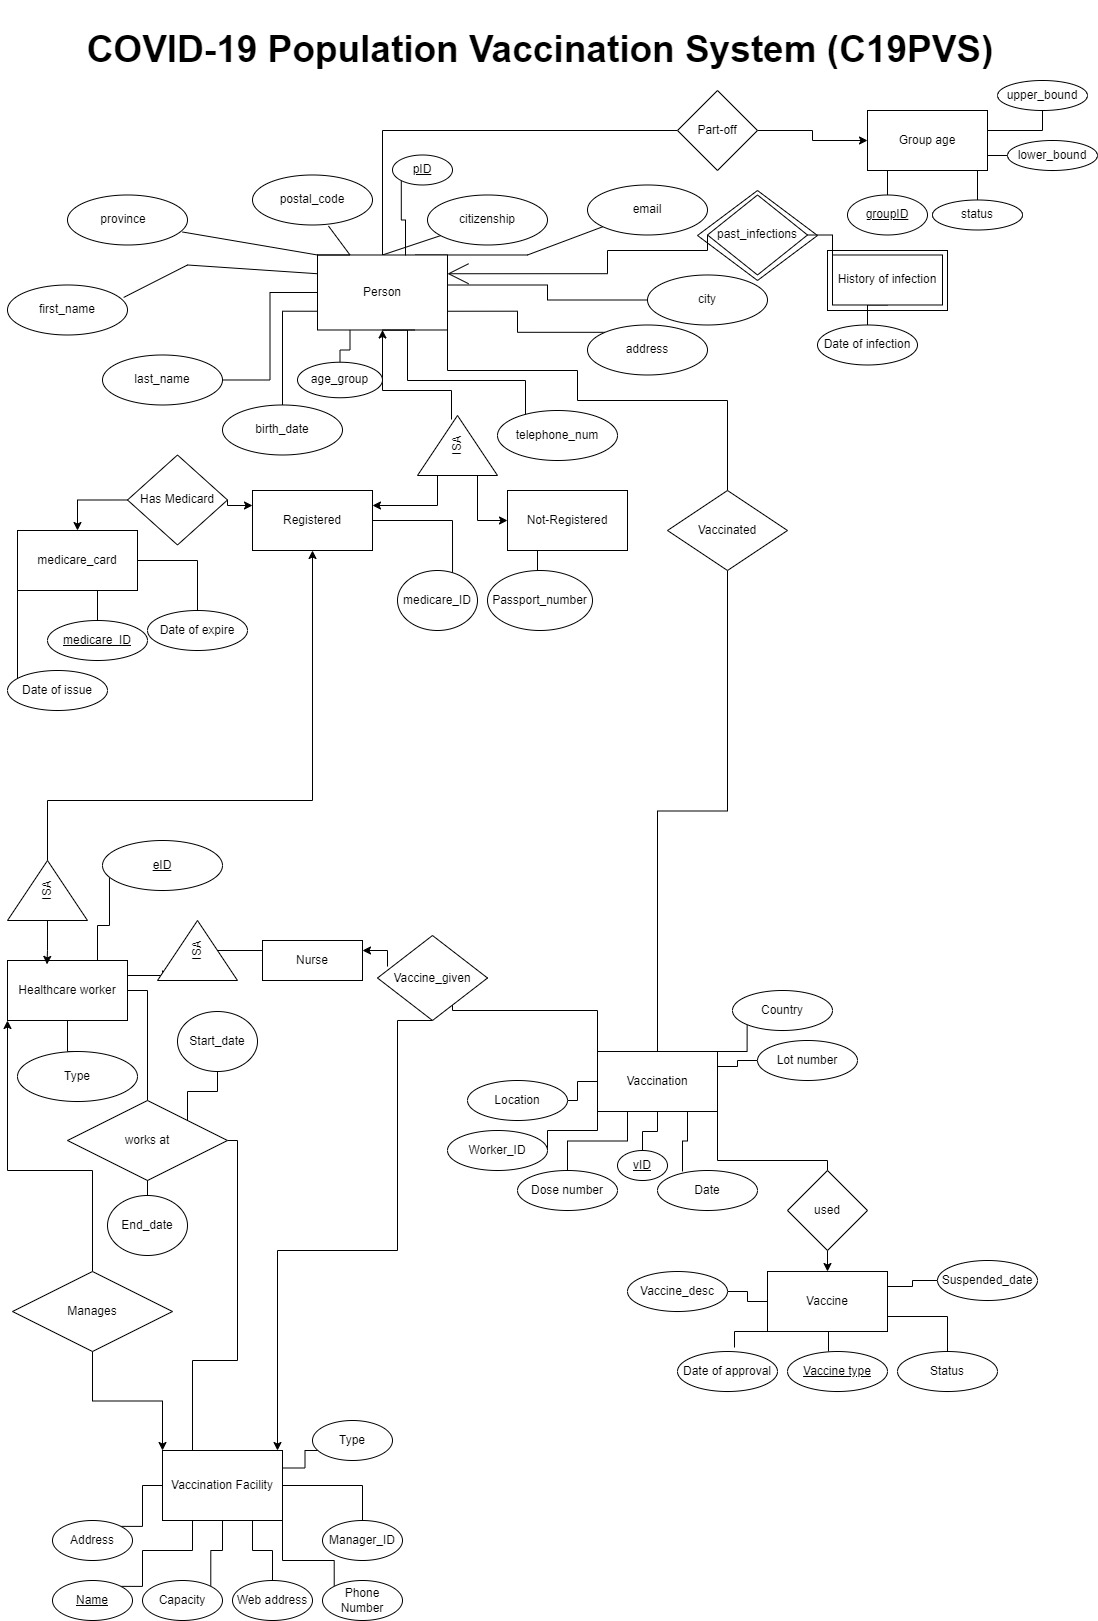 COVID-19 Population Vaccination System (C19PVS)
upper_bound
Part-off
Group age
lower_bound
pID
postal_code
province
citizenship
email
groupID
status
past_infections
History of infection
Person
city
first_name
Date of infection
address
last_name
age_group
birth_date
telephone_num
ISA
Has Medicard
Registered
Not-Registered
Vaccinated
medicare_card
medicare_ID
Passport_number
medicare_ID
Date of expire
Date of issue
eID
ISA
ISA
Nurse
Vaccine_given
Healthcare worker
Country
Start_date
Lot number
Type
Vaccination
Location
works at
Worker_ID
vID
Dose number
Date
End_date
used
Suspended_date
Vaccine_desc
Vaccine
Manages
Date of approval
Vaccine type
Status
Type
Vaccination Facility
Address
Manager_ID
Name
Capacity
Web address
Phone
Number